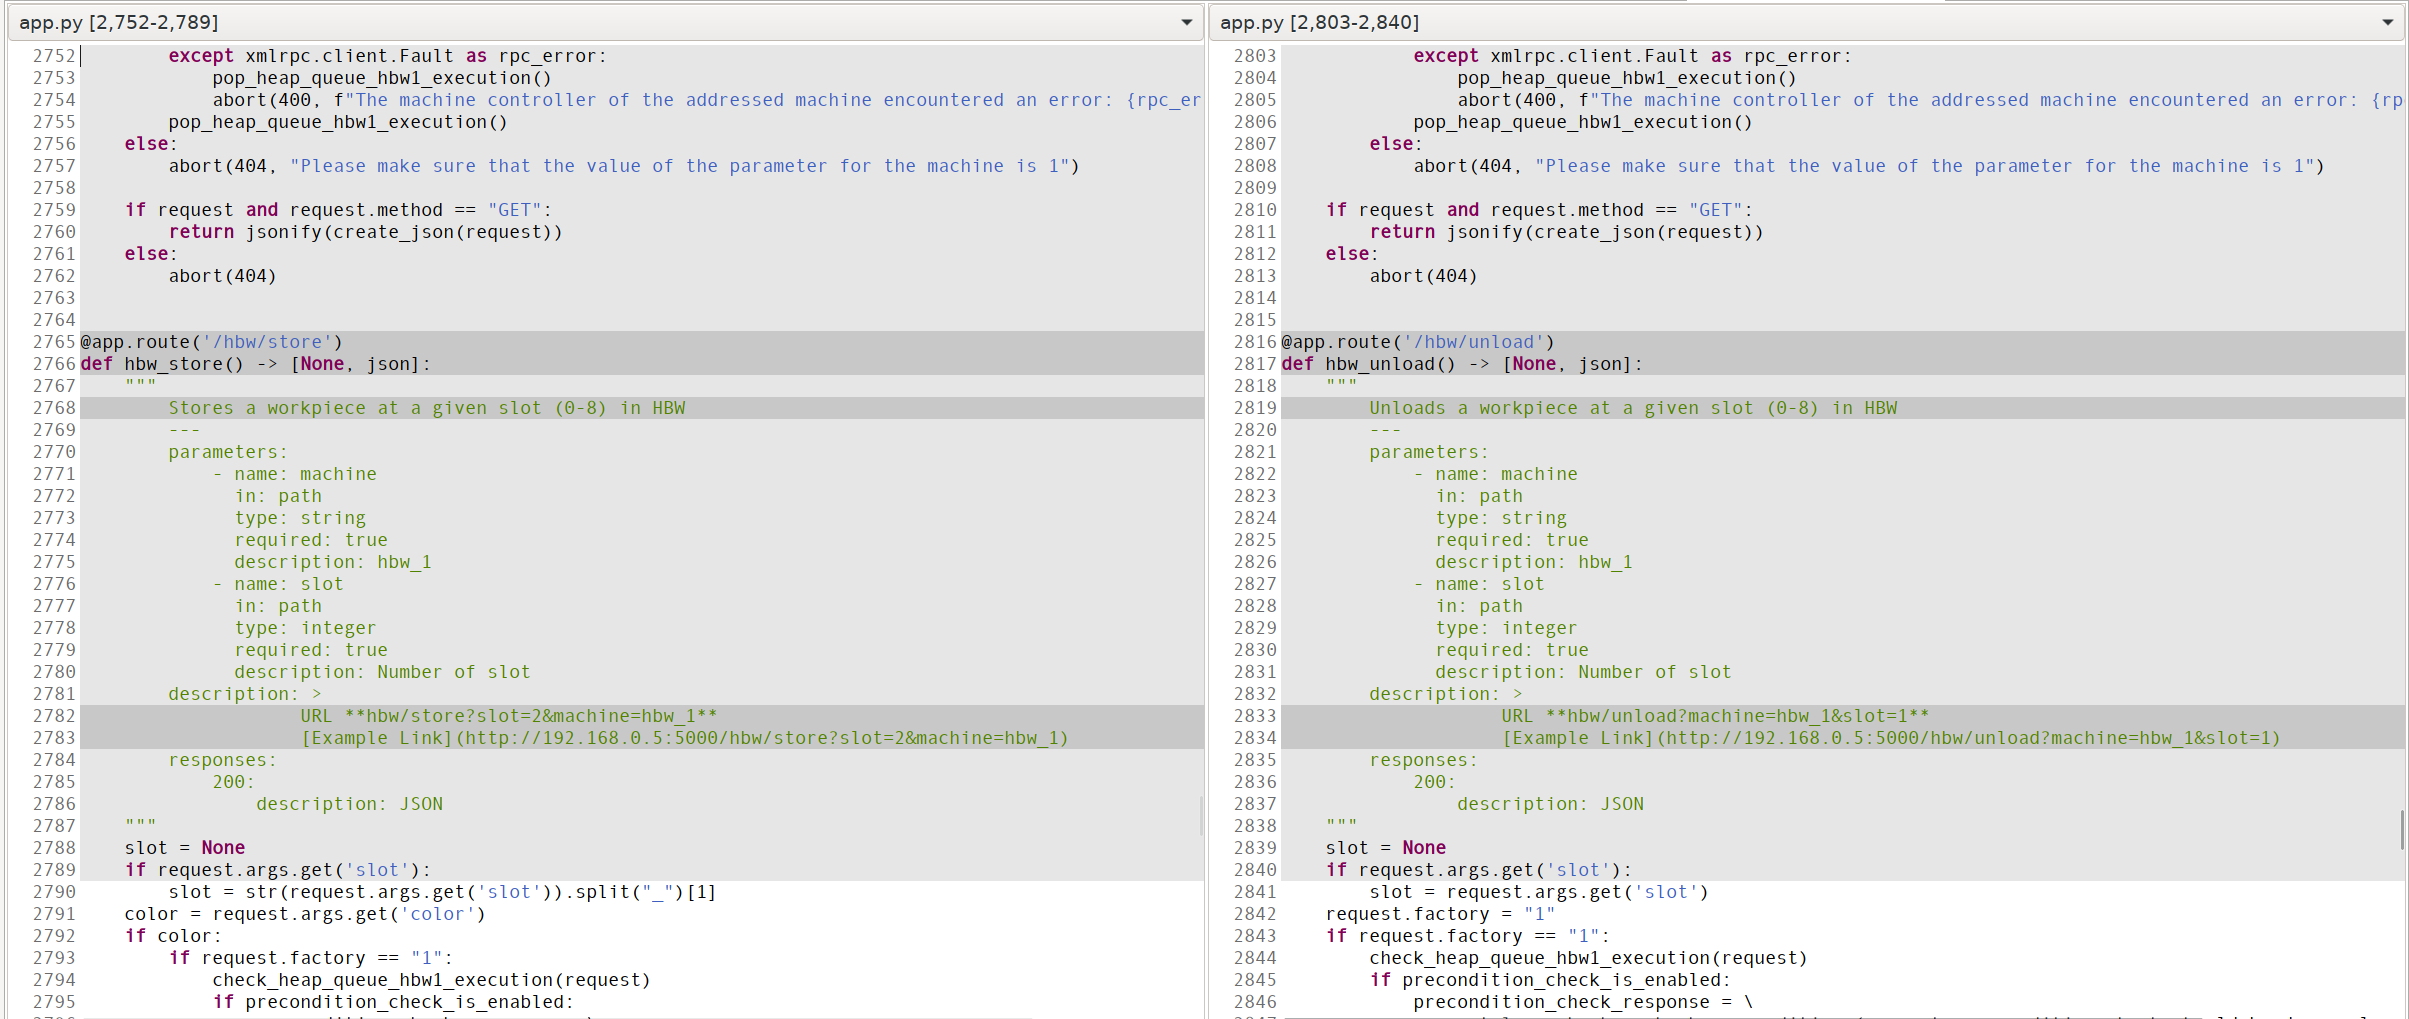 app.py [2,752-2,789]
2752         except xmlrpc.client.Fault as rpc_error:
2753             pop_heap_queue_hbw1_execution()
2754             abort(400, f"The machine controller of the addressed machine encountered an error: {rpc_er
2755         pop_heap_queue_hbw1_execution()
2756     else:
2757         abort(404, "Please make sure that the value of the parameter for the machine is 1")
2758
2759     if request and request.method == "GET":
2760         return jsonify(create_json(request))
2761     else:
2762         abort(404)
2763
2764
2765 @app.route('/hbw/store')
2766 def hbw_store() -> [None, json]:
2767     """
2768         Stores a workpiece at a given slot (0-8) in HBW
2769         ---
2770         parameters:
2771             - name: machine
2772               in: path
2773               type: string
2774               required: true
2775               description: hbw_1
2776             - name: slot
2777               in: path
2778               type: integer
2779               required: true
2780               description: Number of slot
2781         description: >
2782                     URL **hbw/store?slot=2&machine=hbw_1**
2783                     [Example Link](http://192.168.0.5:5000/hbw/store?slot=2&machine=hbw_1)
2784         responses:
2785             200:
2786                 description: JSON
2787     """
2788     slot = None
2789     if request.args.get('slot'):
2790         slot = str(request.args.get('slot')).split("_")[1]
2791     color = request.args.get('color')
2792     if color:
2793         if request.factory == "1":
2794             check_heap_queue_hbw1_execution(request)
2795             if precondition_check_is_enabled:
app.py [2,803-2,840]
2803             except xmlrpc.client.Fault as rpc_error:
2804                 pop_heap_queue_hbw1_execution()
2805                 abort(400, f"The machine controller of the addressed machine encountered an error: {rp
2806             pop_heap_queue_hbw1_execution()
2807         else:
2808             abort(404, "Please make sure that the value of the parameter for the machine is 1")
2809
2810     if request and request.method == "GET":
2811         return jsonify(create_json(request))
2812     else:
2813         abort(404)
2814
2815
2816 @app.route('/hbw/unload')
2817 def hbw_unload() -> [None, json]:
2818     """
2819         Unloads a workpiece at a given slot (0-8) in HBW
2820         ---
2821         parameters:
2822             - name: machine
2823               in: path
2824               type: string
2825               required: true
2826               description: hbw_1
2827             - name: slot
2828               in: path
2829               type: integer
2830               required: true
2831               description: Number of slot
2832         description: >
2833                     URL **hbw/unload?machine=hbw_1&slot=1**
2834                     [Example Link](http://192.168.0.5:5000/hbw/unload?machine=hbw_1&slot=1)
2835         responses:
2836             200:
2837                 description: JSON
2838     """
2839     slot = None
2840     if request.args.get('slot'):
2841         slot = request.args.get('slot')
2842     request.factory = "1"
2843     if request.factory == "1":
2844         check_heap_queue_hbw1_execution(request)
2845         if precondition_check_is_enabled:
2846             precondition_check_response = \